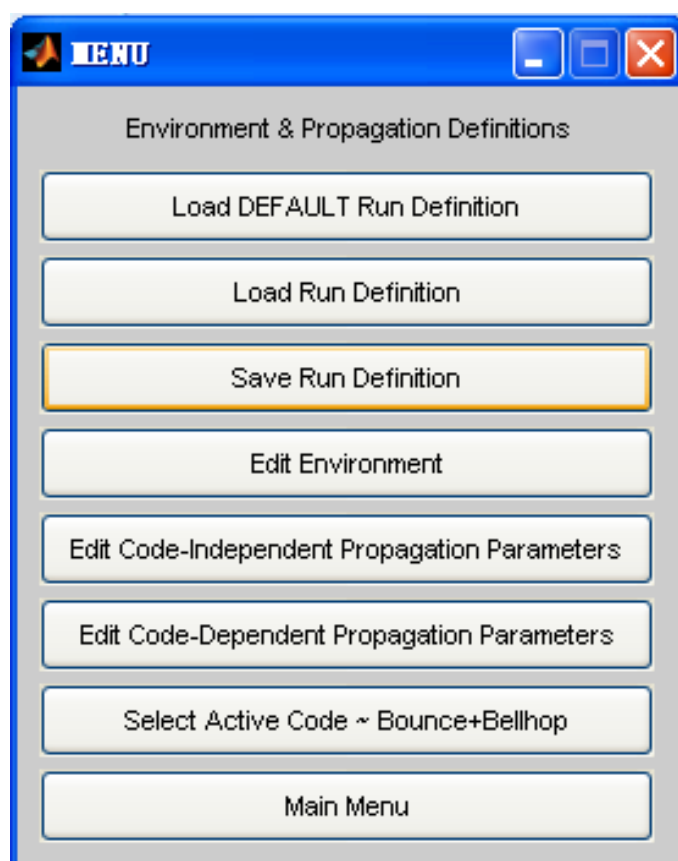 MENU
Environment & Propagation Definitions
Load DEFAULT Run Definition
Load Run Definition
Save Run Definition
Edit Environment
Edit Code-Independent Propagation Parameters
Edit Code-Dependent Propagation Parameters
Select Active Code ~ Bounce+Bellhop
Main Menu